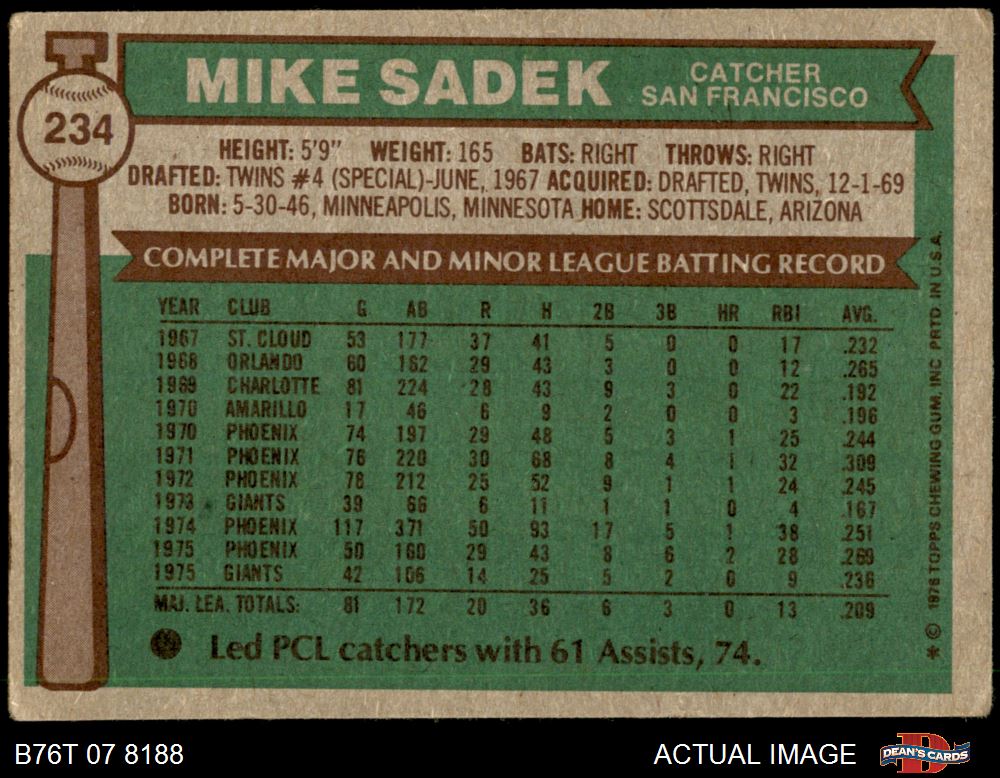 234
MIKE SADEK
CATCHER
SAN FRANCISCO
HEIGHT: 5'9" WEIGHT: 165 BATS: RIGHT THROWS: RIGHT
DRAFTED: TWINS #4 (SPECIAL)-JUNE, 1967 ACQUIRED: DRAFTED, TWINS, 12-1-69
BORN: 5-30-46, MINNEAPOLIS, MINNESOTA HOME: SCOTTSDALE, ARIZONA
COMPLETE MAJOR AND MINOR LEAGUE BATTING RECORD
YEAR CLUB G AB R H 2B 3B HR RBI AVG.
1967 ST. CLOUD 53 177 37 41 5 0 0 17 .232
1968 ORLANDO 60 162 29 43 3 0 0 12 .265
1969 CHARLOTTE 81 224 28 43 9 3 0 22 .192
1970 AMARILLO 17 46 6 9 2 0 0 3 .196
1970 PHOENIX 74 197 29 48 5 3 1 25 .244
1971 PHOENIX 76 220 30 68 8 4 1 32 .309
1972 PHOENIX 78 212 25 52 9 1 1 24 .245
1973 GIANTS 39 66 6 11 1 1 0 4 .167
1974 PHOENIX 117 371 50 93 17 5 1 38 .251
1975 PHOENIX 50 160 29 43 8 6 2 28 .269
1975 GIANTS 42 106 14 25 5 2 0 9 .236
MAJ. LEA. TOTALS: 81 172 20 36 6 3 0 13 .209
Led PCL catchers with 61 Assists, 74.
* © 1976 TOPPS CHEWING GUM, INC PRTD IN U.S.A.
B76T 07 8188
ACTUAL IMAGE
DEAN'S CARDS